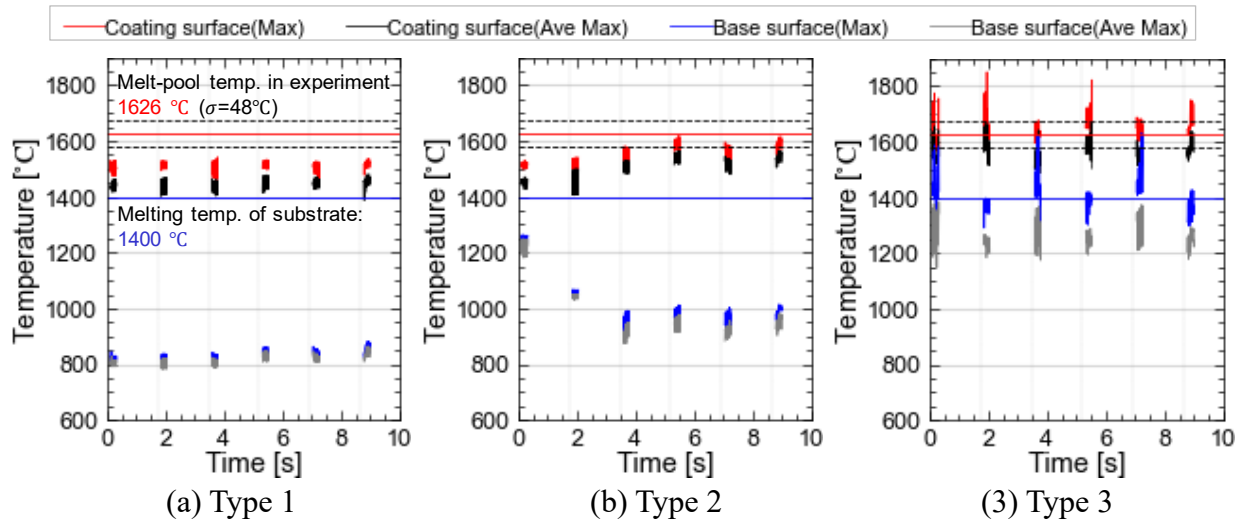 Coating surface(Max) Coating surface(Ave Max) Base surface(Max) Base surface(Ave Max)
Temperature [°C]
1800
1600
1400
1200
1000
800
600
Melt-pool temp. in experiment
1626 °C (σ=48°C)
Melting temp. of substrate:
1400 °C
0 2 4 6 8 10
Time [s]
(a) Type 1
Temperature [°C]
1800
1600
1400
1200
1000
800
600
0 2 4 6 8 10
Time [s]
(b) Type 2
Temperature [°C]
1800
1600
1400
1200
1000
800
600
0 2 4 6 8 10
Time [s]
(3) Type 3